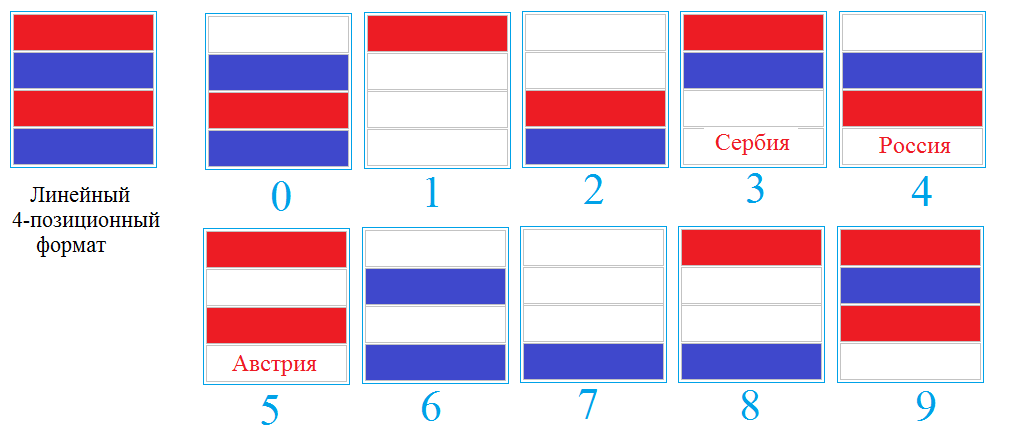 Сербия
Россия
Линейный
4-позиционный
формат
0 1 2 3 4
Австрия
5 6 7 8 9